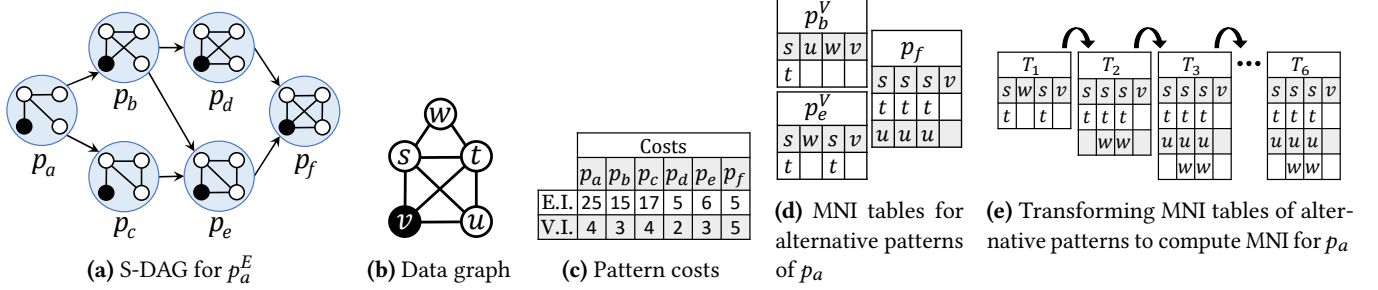 p_a
p_b
p_c
p_d
p_e
p_f
(a) S-DAG for p_a^E
w
s t
v u
(b) Data graph
Costs
p_a p_b p_c p_d p_e p_f
E.I. 25 15 17 5 6 5
V.I. 4 3 4 2 3 5
(c) Pattern costs
p_b^V
s u w v
t
p_e^V
s w s v
t t
p_f
s s s v
t t t
u u u
(d) MNI tables for
alternative patterns
of p_a
T_1
s w s v
t t
T_2
s s s v
t t t
w w
T_3
s s s v
t t t
u u u
w w
...
T_6
s s s v
t t t
u u u
w w
(e) Transforming MNI tables of alter-
native patterns to compute MNI for p_a